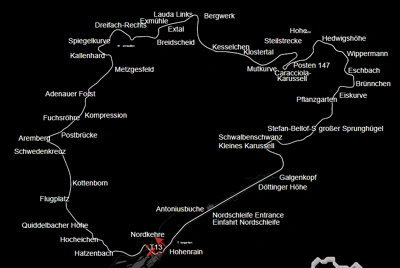 Lauda Links
Bergwerk
Dreifach-Rechts
Exmühle
Extal
Spiegelkurve
Breidscheid
Kallenhard
Metzgesfeld
Kesselchen
Klostertal
Steilstrecke
Hohe
Hedwigshöhe
Wippermann
Mutkurve
Posten 147
Caracciola-
Karussell
Eschbach
Brünnchen
Eiskurve
Pflanzgarten
Adenauer Forst
Kompression
Fuchsröhre
Postbrücke
Aremberg
Schwedenkreuz
Stefan-Bellof-S großer Sprunghügel
Schwalbenschwanz
Kleines Karussell
Galgenkopf
Döttinger Höhe
Kottenborn
Flugplatz
Antoniusbuche
Nordschleife Entrance
Einfahrt Nordschleife
Quiddelbacher Höhe
Nordkehre
Hocheichen
T13
Hatzenbach
Hohenrain